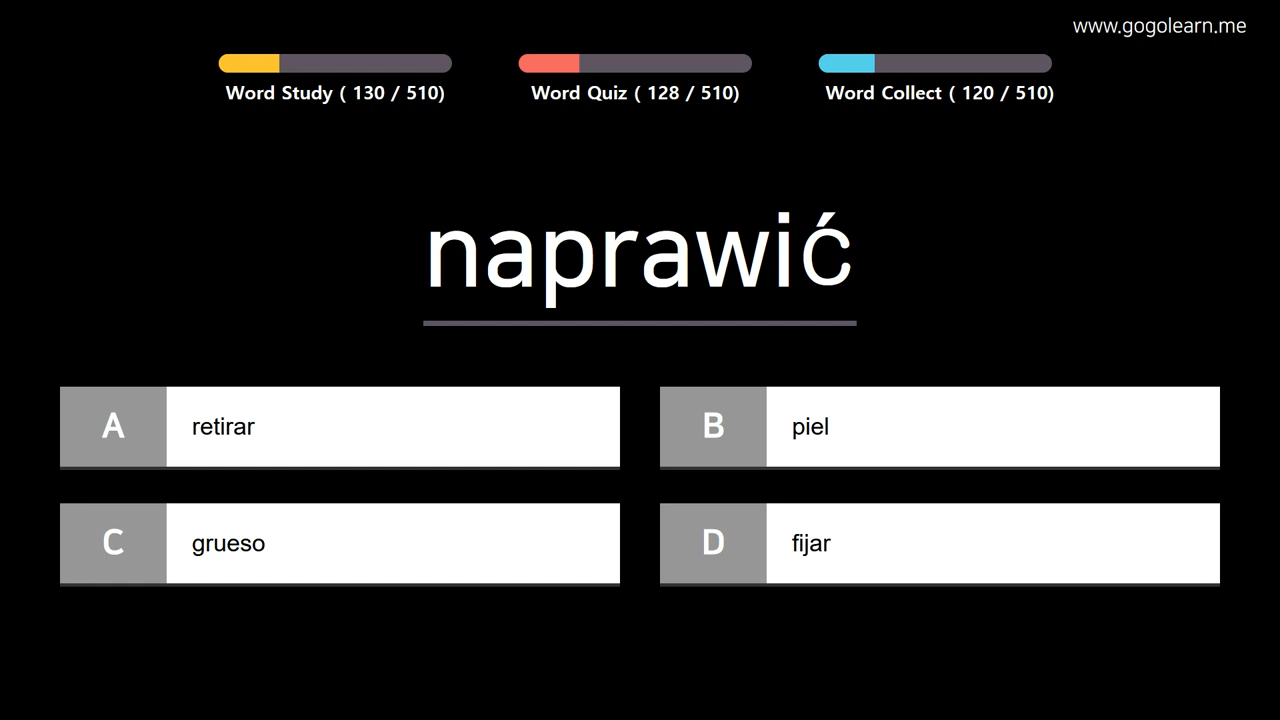 www.gogolearn.me
Word Study ( 130 / 510)
Word Quiz ( 128 / 510)
Word Collect ( 120 / 510)
naprawić
A retirar
B piel
C grueso
D fijar